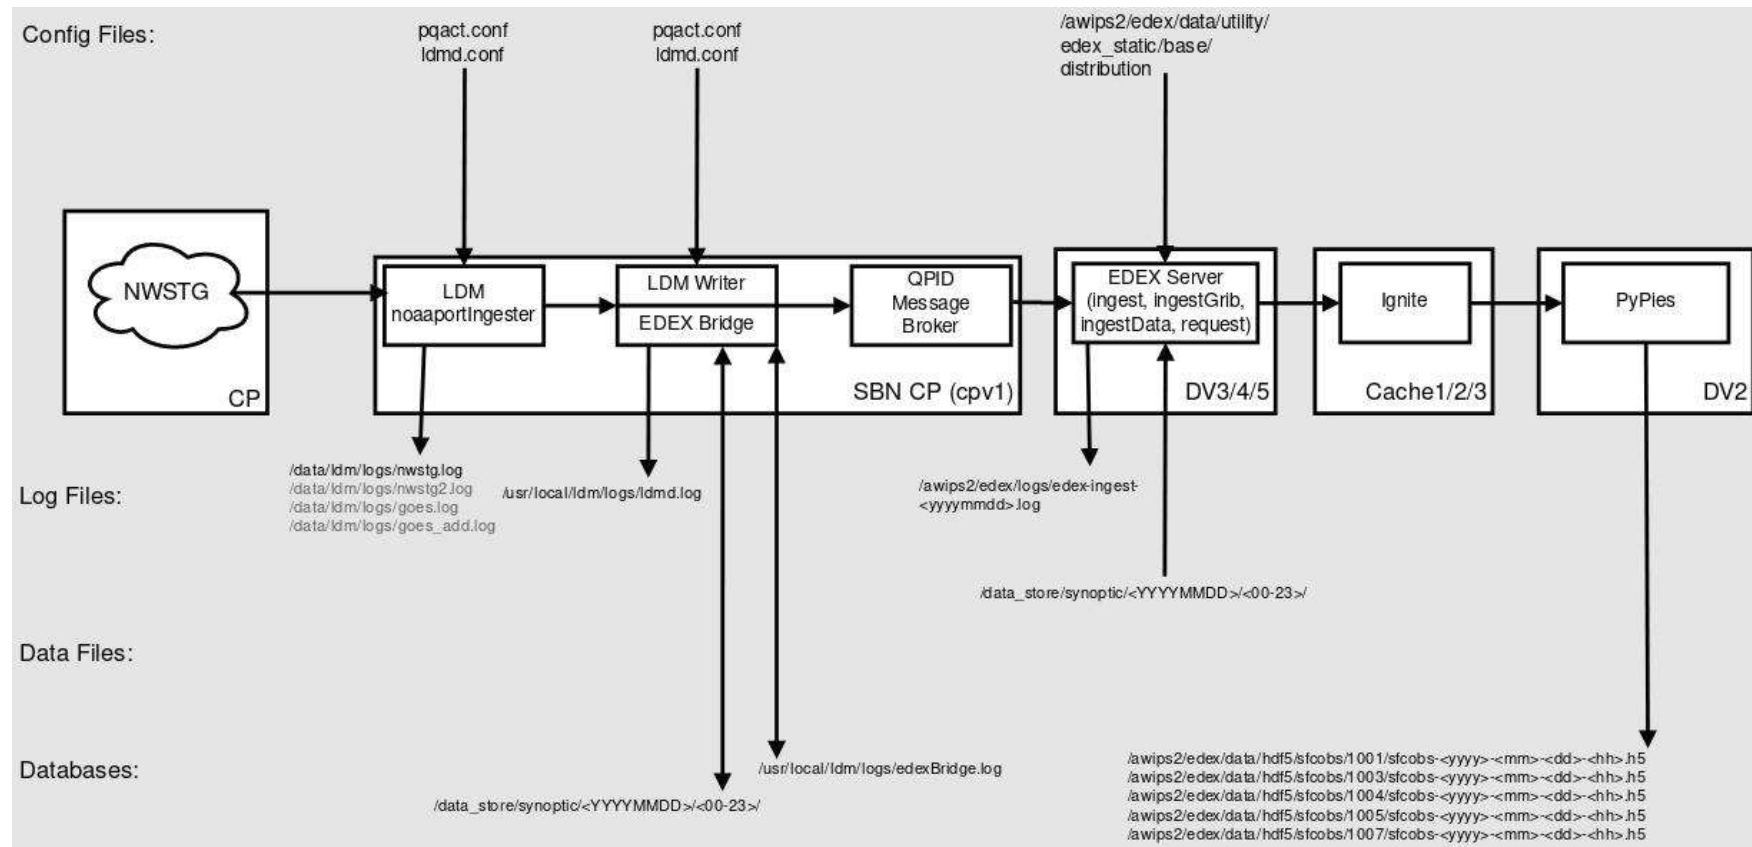 Config Files:
pqact.conf
ldmd.conf
pqact.conf
ldmd.conf
/awips2/edex/data/utility/
edex_static/base/
distribution
NWSTG
CP
LDM
noaaportIngester
LDM Writer
EDEX Bridge
QPID
Message
Broker
SBN CP (cpv1)
EDEX Server
(ingest, ingestGrib,
ingestData, request)
DV3/4/5
Ignite
Cache1/2/3
PyPies
DV2
Log Files:
/data/ldm/logs/nwstg.log
/data/ldm/logs/nwstg2.log
/data/ldm/logs/goes.log
/data/ldm/logs/goes_add.log
/usr/local/ldm/logs/ldmd.log
/awips2/edex/logs/edex-ingest-
<yyyymmdd>.log
/data_store/synoptic/<YYYYMMDD>/<00-23>/
Data Files:
Databases:
/usr/local/ldm/logs/edexBridge.log
/data_store/synoptic/<YYYYMMDD>/<00-23>/
/awips2/edex/data/hdf5/sfcobs/1001/sfcobs-<yyyy>-<mm>-<dd>-<hh>.h5
/awips2/edex/data/hdf5/sfcobs/1003/sfcobs-<yyyy>-<mm>-<dd>-<hh>.h5
/awips2/edex/data/hdf5/sfcobs/1004/sfcobs-<yyyy>-<mm>-<dd>-<hh>.h5
/awips2/edex/data/hdf5/sfcobs/1005/sfcobs-<yyyy>-<mm>-<dd>-<hh>.h5
/awips2/edex/data/hdf5/sfcobs/1007/sfcobs-<yyyy>-<mm>-<dd>-<hh>.h5